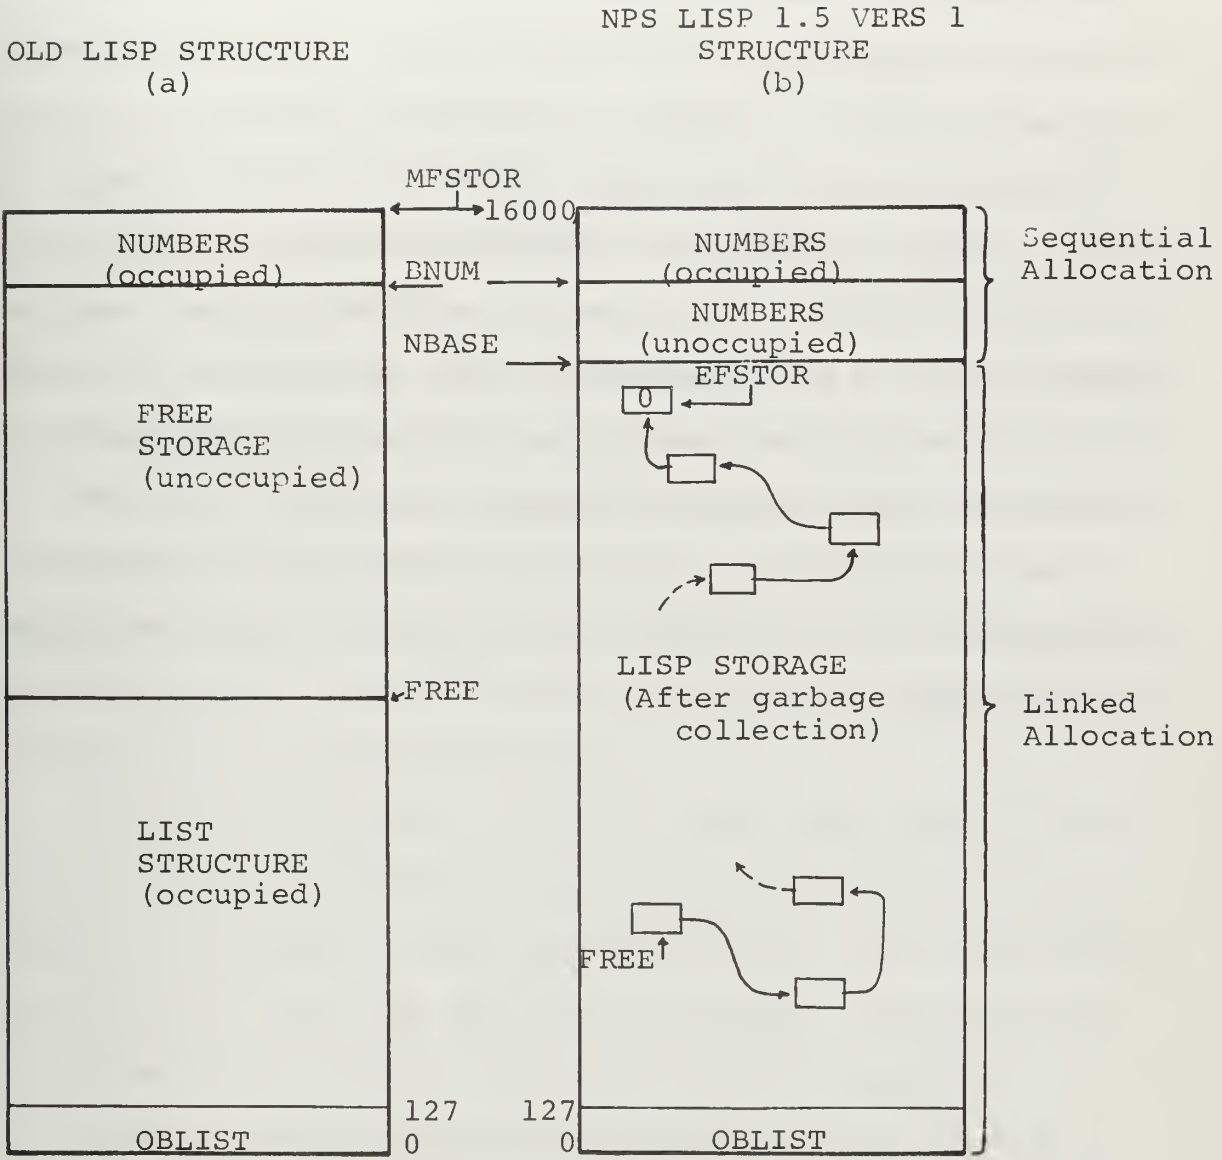 OLD LISP STRUCTURE
(a)
NPS LISP 1.5 VERS 1
STRUCTURE
(b)
MFSTOR
16000
NUMBERS
(occupied)
BNUM
NUMBERS
(occupied)
Sequential
Allocation
NUMBERS
(unoccupied)
NBASE
EFSTOR
0
FREE
STORAGE
(unoccupied)
LISP STORAGE
(After garbage
collection)
FREE
Linked
Allocation
LIST
STRUCTURE
(occupied)
FREE
127
127
0
0
OBLIST
OBLIST